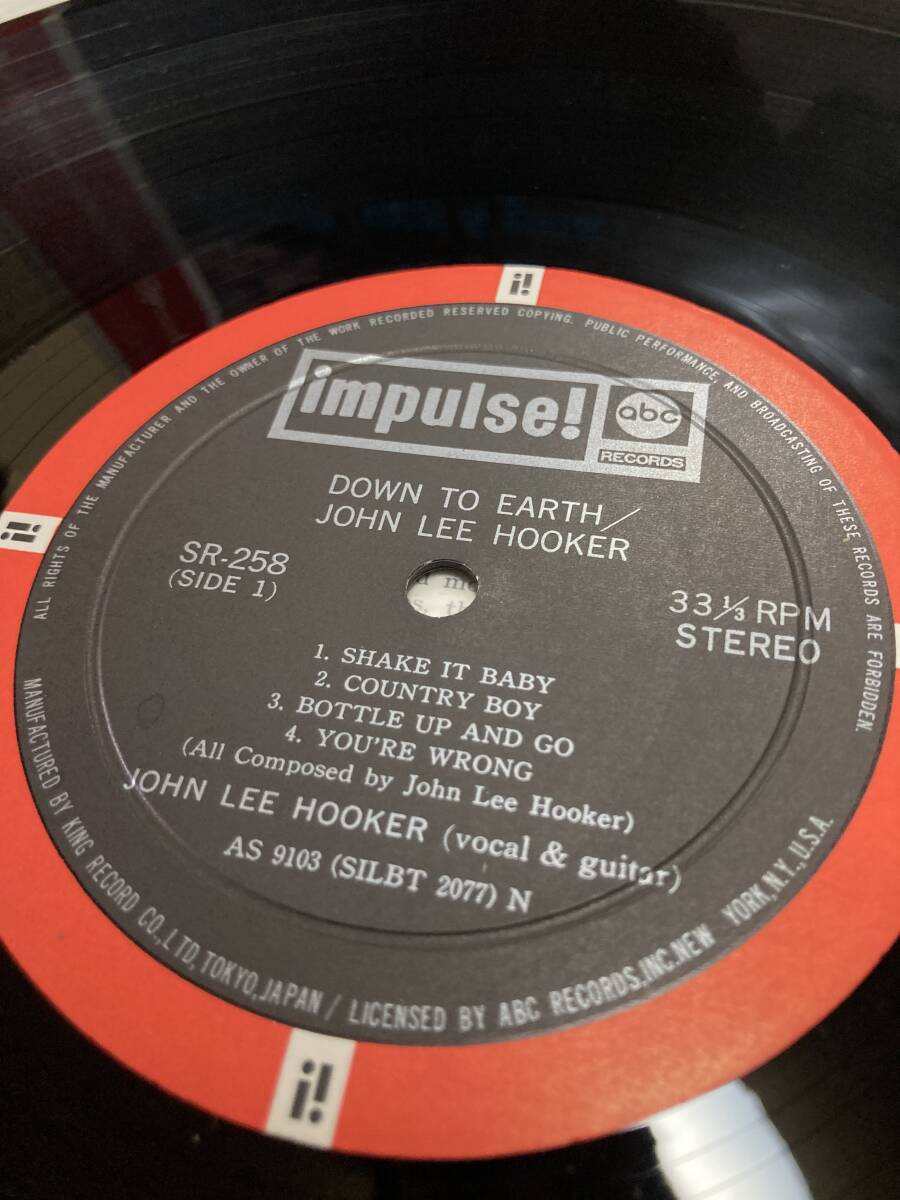 i!
ALL RIGHTS OF THE MANUFACTURER AND THE OWNER OF THE WORK RECORDED RESERVED COPYING. PUBLIC PERFORMANCE AND BROADCASTING OF THESE RECORDS ARE FORBIDDEN.
impulse!
abc
RECORDS
DOWN TO EARTH/
JOHN LEE HOOKER
SR-258
(SIDE 1)
33 1/3 RPM
STEREO
1. SHAKE IT BABY
2. COUNTRY BOY
3. BOTTLE UP AND GO
4. YOU'RE WRONG
(All Composed by John Lee Hooker)
JOHN LEE HOOKER (vocal & guitar)
AS 9103 (SILBT 2077) N
MANUFACTURED BY KING RECORD CO., LTD, TOKYO, JAPAN / LICENSED BY ABC RECORDS, INC. NEW YORK, N.Y., U.S.A.
i!
i!